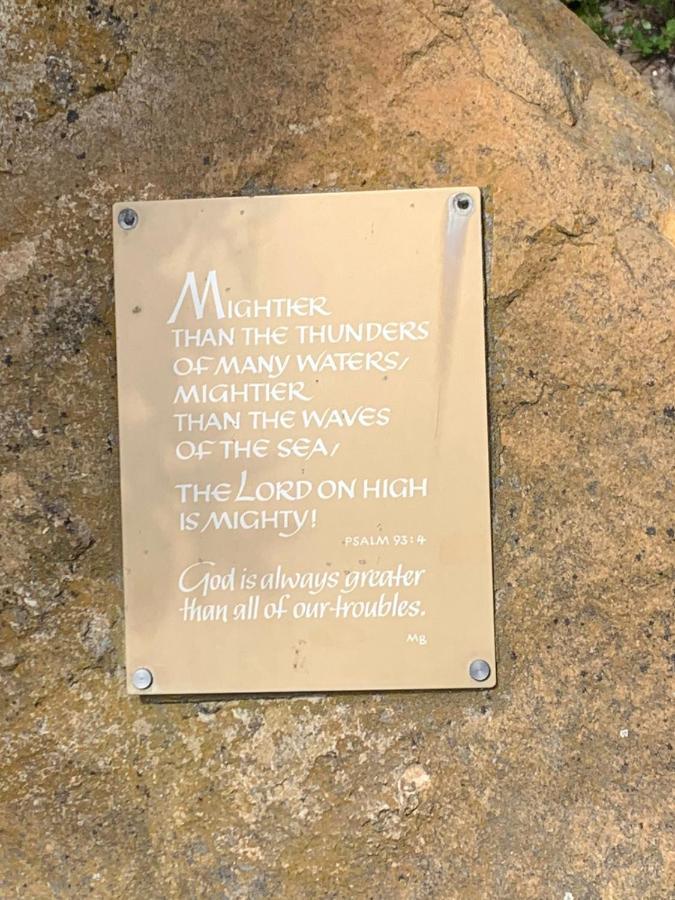 Mightier
than the thunders
of many waters,
mightier
than the waves
of the sea,
the Lord on high
is mighty!
Psalm 93:4
God is always greater
than all of our troubles.
MB